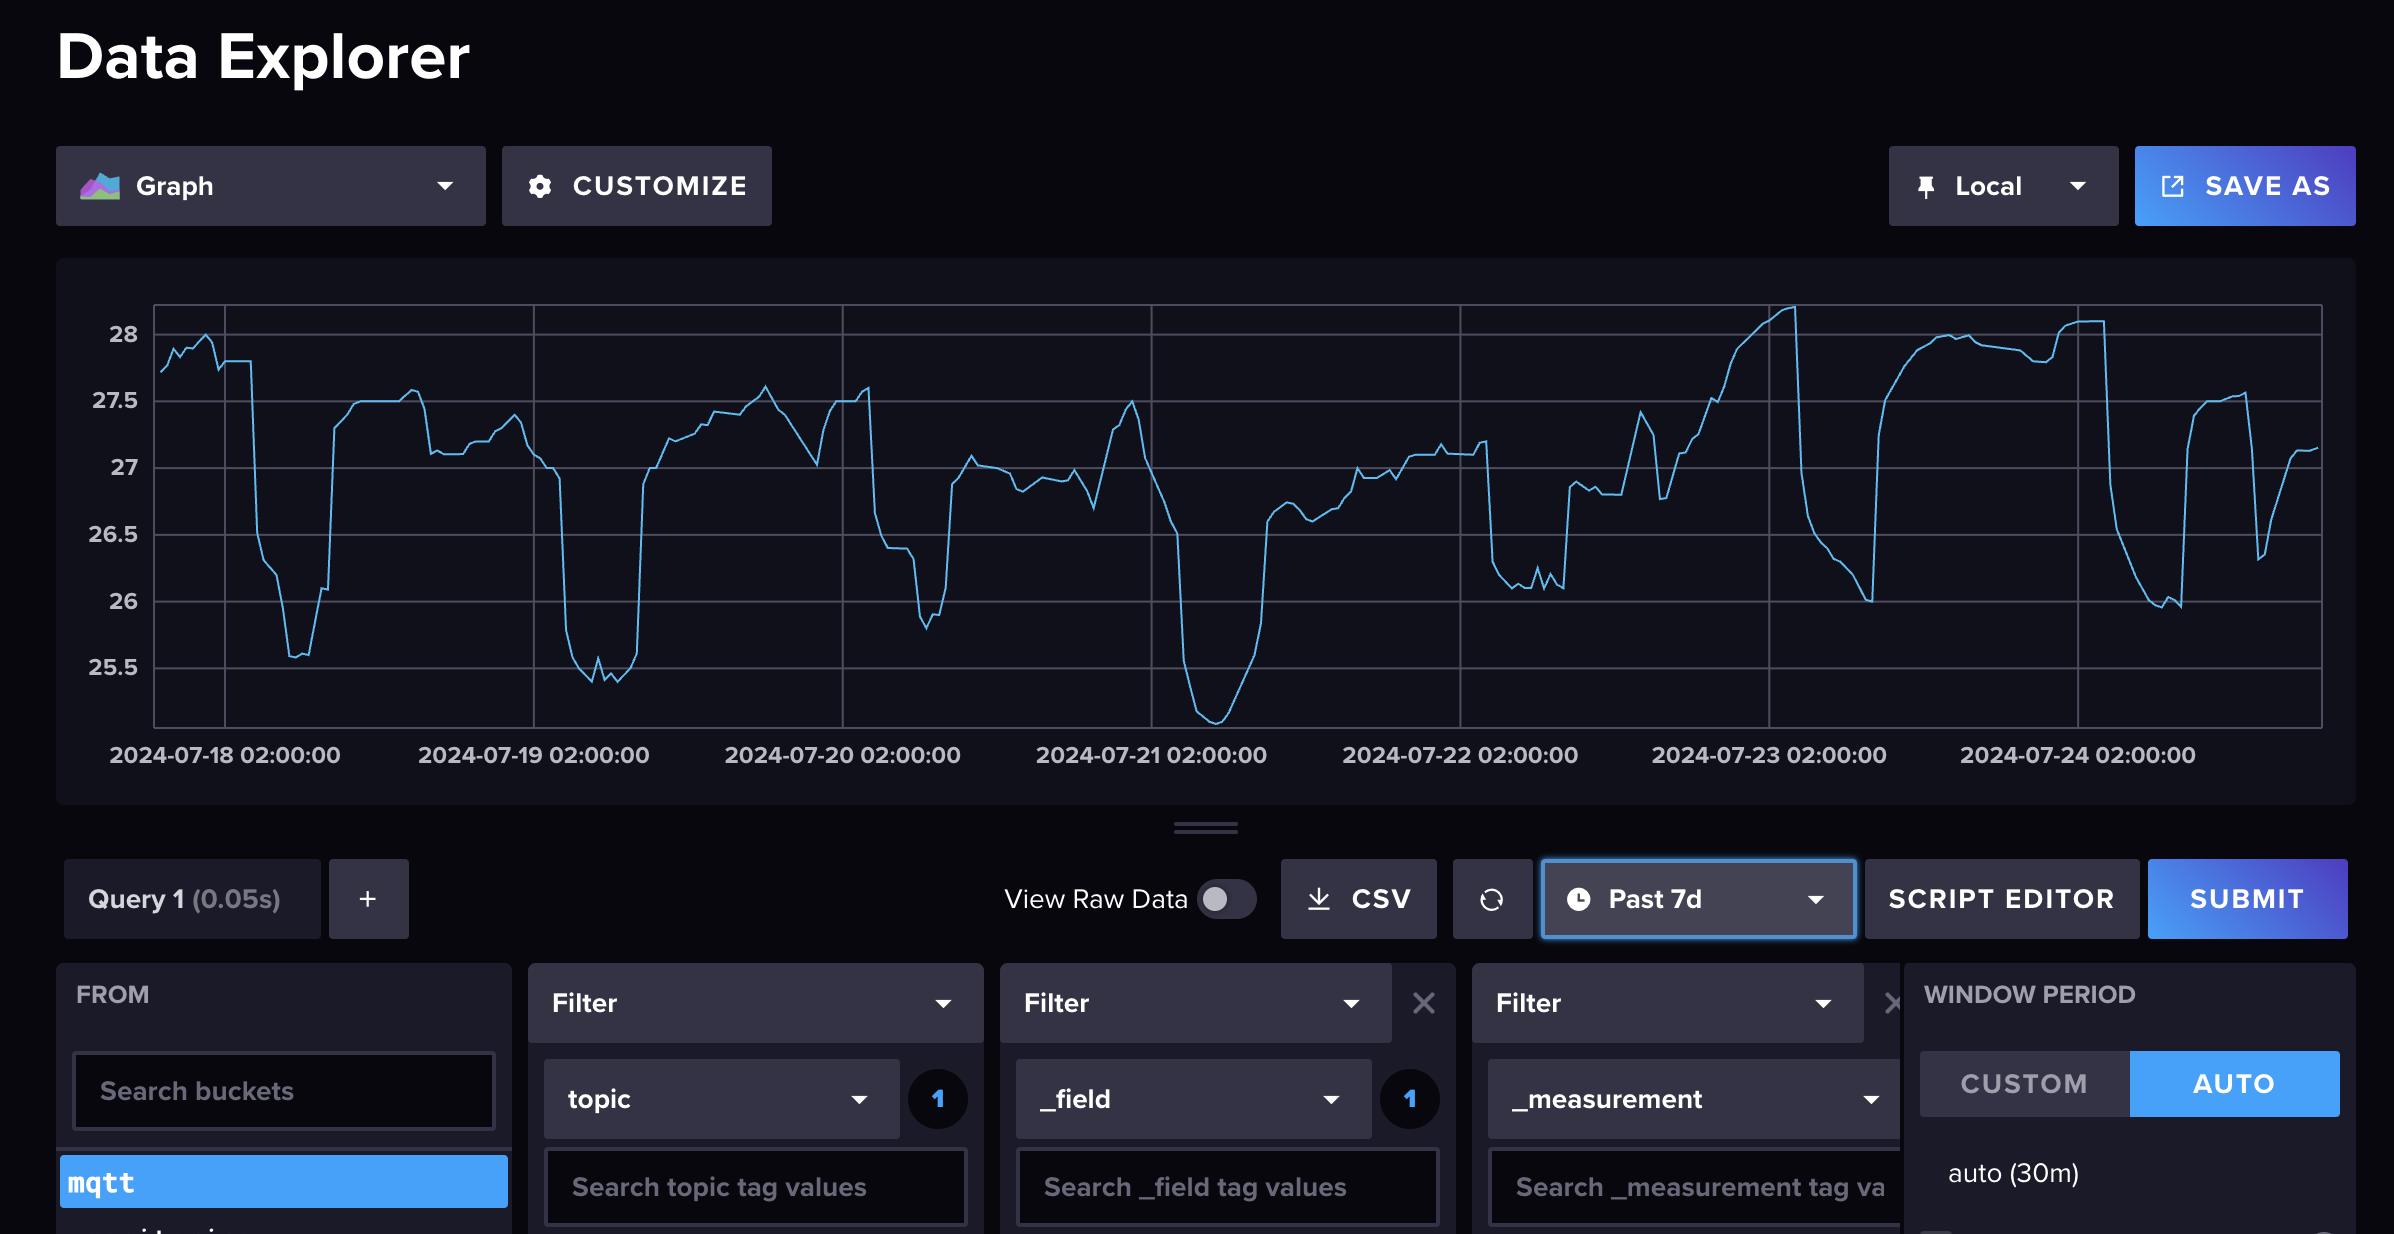 Data Explorer
Graph
CUSTOMIZE
Local
SAVE AS
28
27.5
27
26.5
26
25.5
2024-07-18 02:00:00
2024-07-19 02:00:00
2024-07-20 02:00:00
2024-07-21 02:00:00
2024-07-22 02:00:00
2024-07-23 02:00:00
2024-07-24 02:00:00
Query 1 (0.05s)
+
View Raw Data
CSV
Past 7d
SCRIPT EDITOR
SUBMIT
FROM
Search buckets
mqtt
Filter
topic
1
Search topic tag values
Filter
_field
1
Search _field tag values
Filter
_measurement
Search _measurement tag va
WINDOW PERIOD
CUSTOM
AUTO
auto (30m)